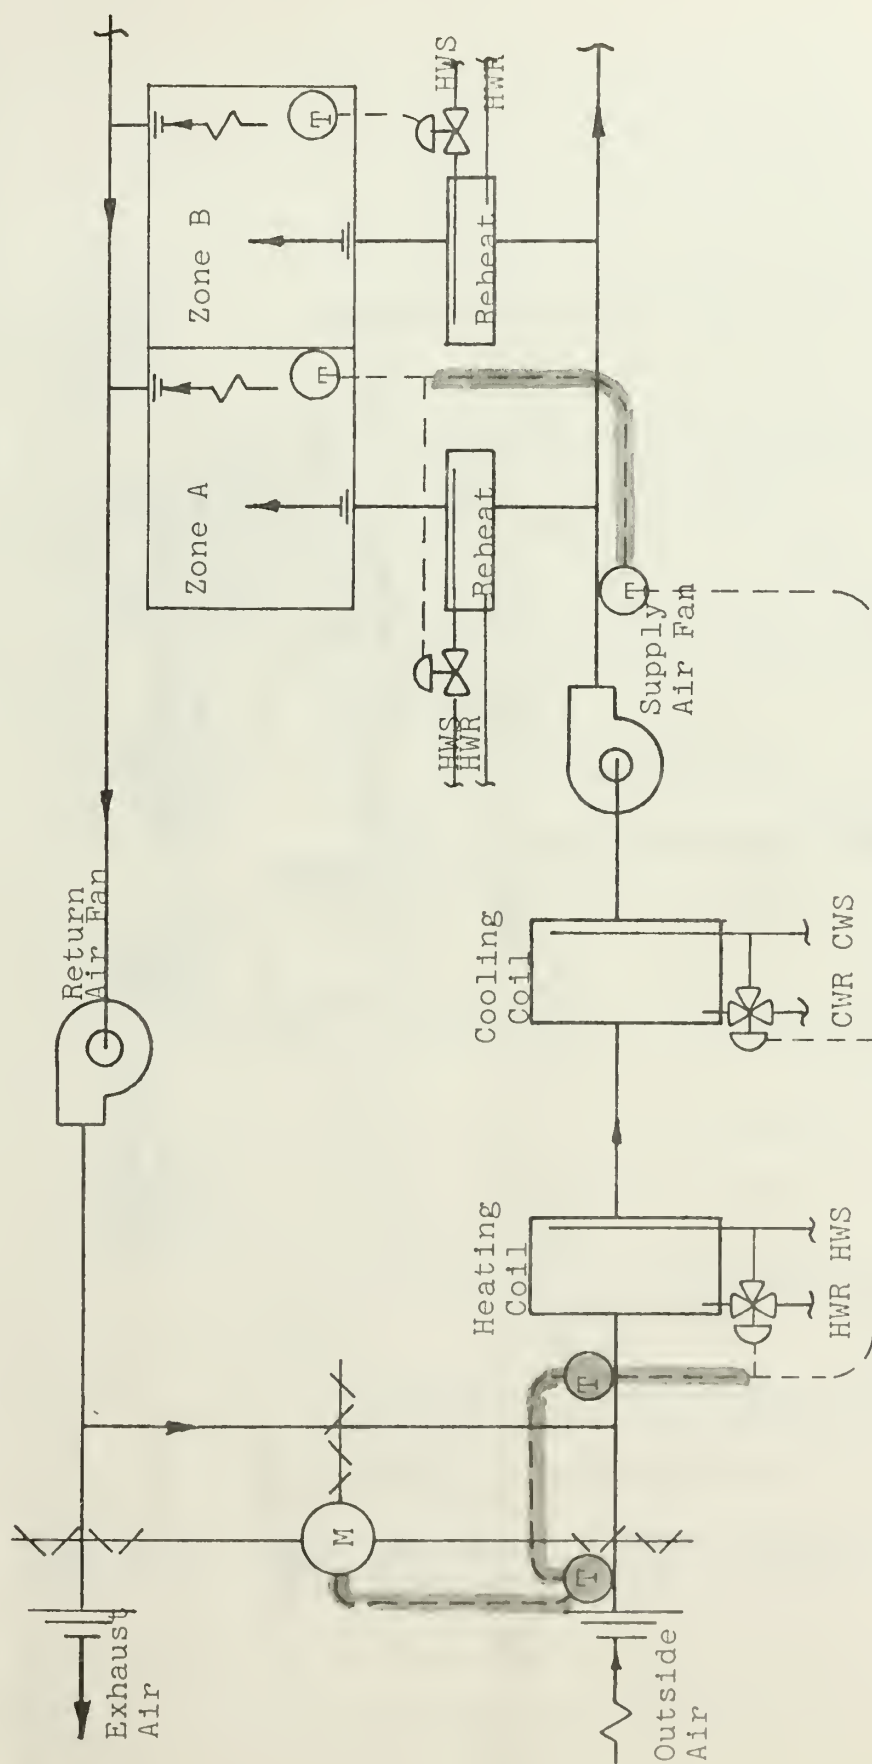 Exhaust
Air
Return
Air Fan
Zone A
Zone B
T
T
HWS
HWR
Reheat
HWS
HWR
Reheat
M
T
T
T
Outside
Air
Heating
Coil
HWR HWS
Cooling
Coil
CWR CWS
Supply
Air Fan